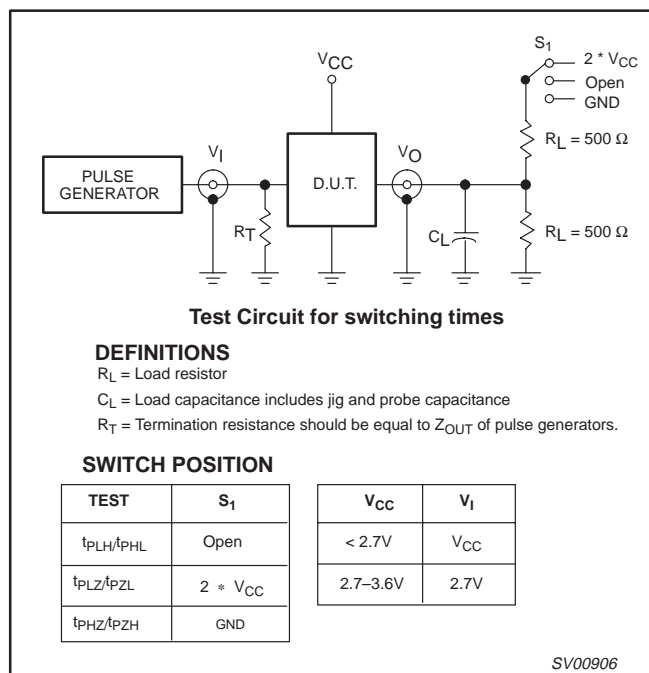 S1
VCC
2 * VCC
Open
GND
RL = 500 Ω
VI
VO
PULSE
GENERATOR
D.U.T.
RT
CL
RL = 500 Ω
Test Circuit for switching times
DEFINITIONS
RL = Load resistor
CL = Load capacitance includes jig and probe capacitance
RT = Termination resistance should be equal to ZOUT of pulse generators.
SWITCH POSITION
TEST S1
tPLH/tPHL Open
tPLZ/tPZL 2 * VCC
tPHZ/tPZH GND
VCC VI
< 2.7V VCC
2.7–3.6V 2.7V
SV00906